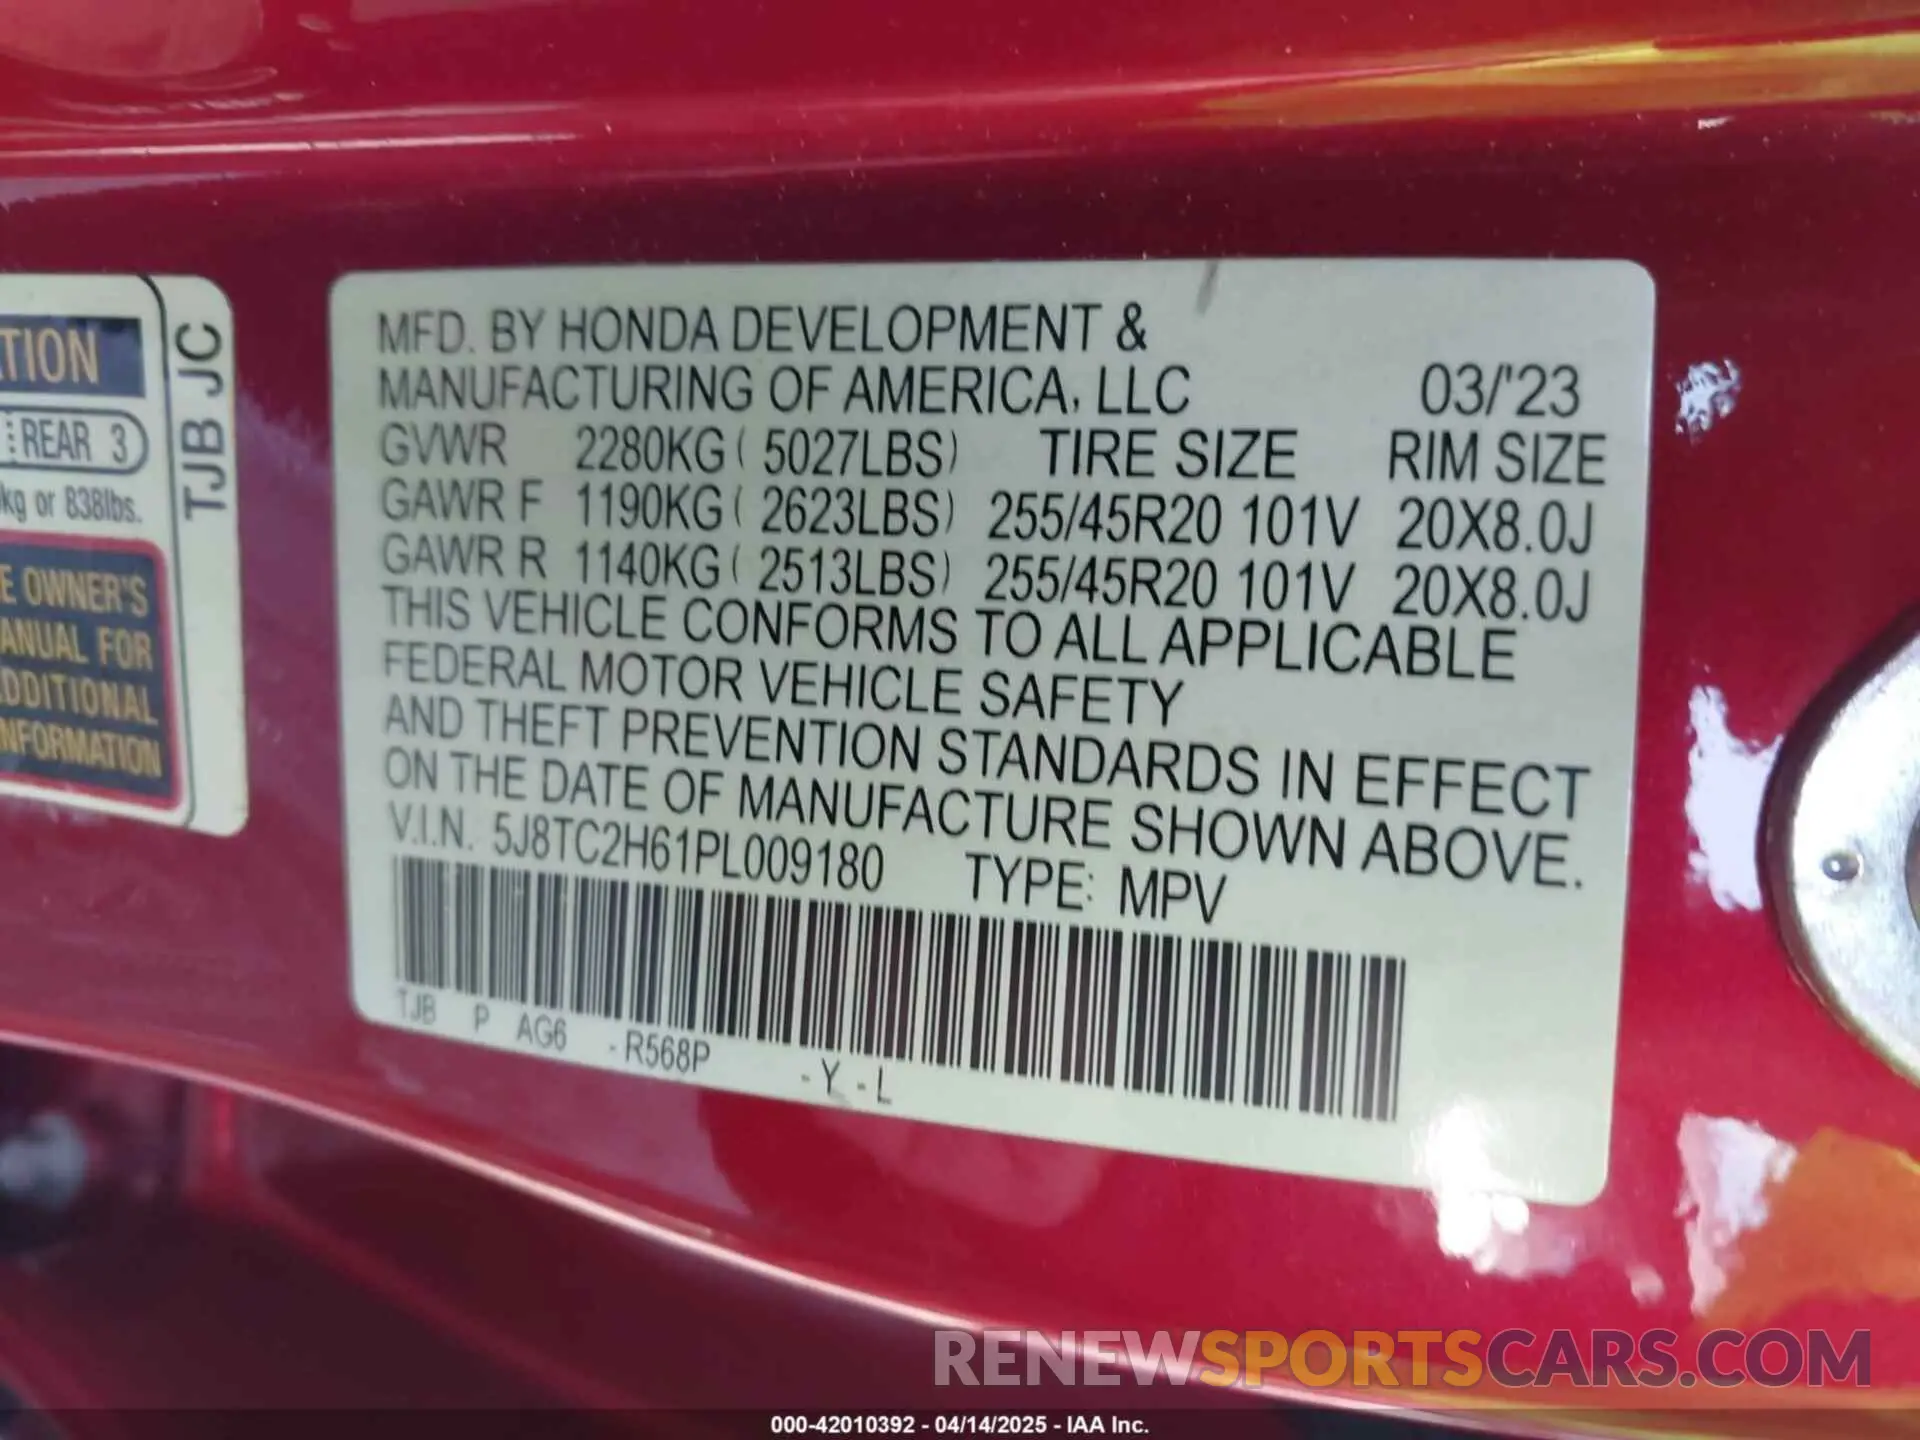 TION
REAR 3
kg or 838lbs.
E OWNER'S
ANUAL FOR
DDITIONAL
NFORMATION
TJB JC
MFD. BY HONDA DEVELOPMENT &
MANUFACTURING OF AMERICA, LLC 03/'23
GVWR 2280KG ( 5027LBS) TIRE SIZE RIM SIZE
GAWR F 1190KG ( 2623LBS) 255/45R20 101V 20X8.0J
GAWR R 1140KG ( 2513LBS) 255/45R20 101V 20X8.0J
THIS VEHICLE CONFORMS TO ALL APPLICABLE
FEDERAL MOTOR VEHICLE SAFETY
AND THEFT PREVENTION STANDARDS IN EFFECT
ON THE DATE OF MANUFACTURE SHOWN ABOVE.
V.I.N. 5J8TC2H61PL009180 TYPE: MPV
TJB P AG6 - R568P - Y - L
RENEWSPORTSCARS.COM
000-42010392 - 04/14/2025 - IAA Inc.